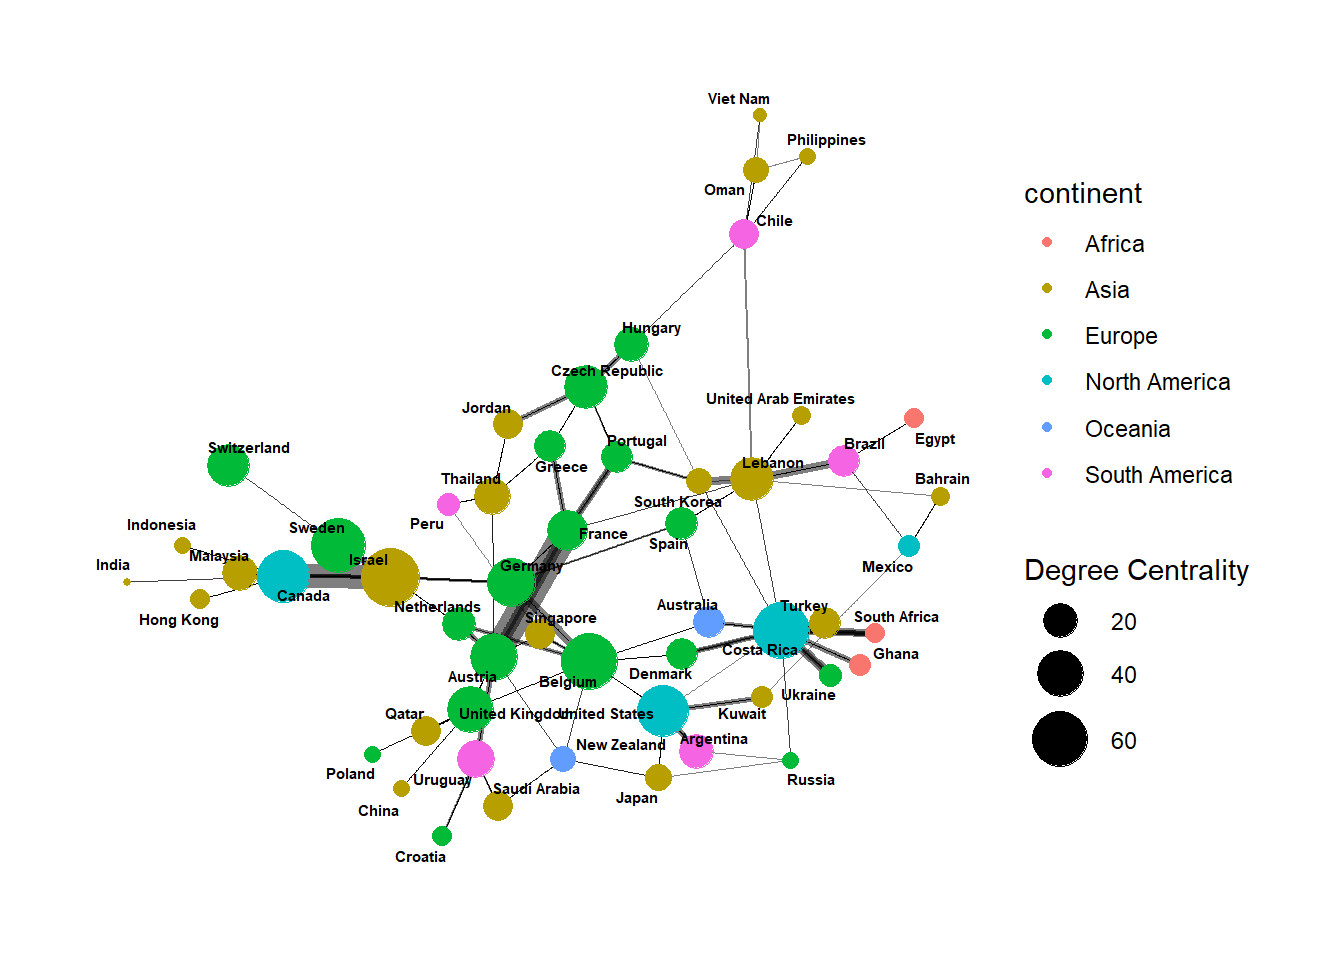 Viet Nam
Philippines
Oman
Chile
Hungary
Czech Republic
United Arab Emirates
Jordan
Portugal
Brazil
Egypt
Switzerland
Greece
Lebanon
Thailand
Bahrain
South Korea
Peru
Indonesia
Sweden
France
Spain
Malaysia
Israel
India
Germany
Mexico
Canada
Netherlands
Australia
Turkey
Hong Kong
Singapore
South Africa
Costa Rica
Ghana
Denmark
Austria
Belgium
Ukraine
Qatar
United Kingdom
United States
Kuwait
New Zealand
Argentina
Poland
Uruguay
Saudi Arabia
Japan
Russia
China
Croatia
continent
Africa
Asia
Europe
North America
Oceania
South America
Degree Centrality
20
40
60